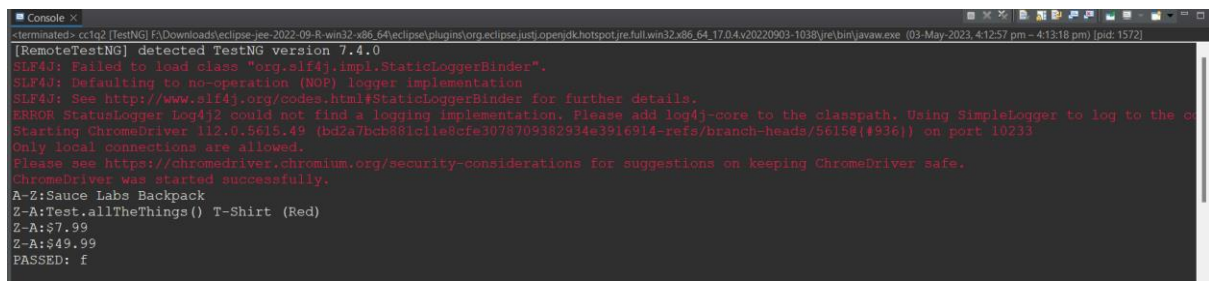 Console ×
<terminated> cc1q2 [TestNG] F:\Downloads\eclipse-jee-2022-09-R-win32-x86_64\eclipse\plugins\org.eclipse.justj.openjdk.hotspot.jre.full.win32.x86_64_17.0.4.v20220903-1038\jre\bin\javaw.exe (03-May-2023, 4:12:57 pm – 4:13:18 pm) [pid: 1572]
[RemoteTestNG] detected TestNG version 7.4.0
SLF4J: Failed to load class "org.slf4j.impl.StaticLoggerBinder".
SLF4J: Defaulting to no-operation (NOP) logger implementation
SLF4J: See http://www.slf4j.org/codes.html#StaticLoggerBinder for further details.
ERROR StatusLogger Log4j2 could not find a logging implementation. Please add log4j-core to the classpath. Using SimpleLogger to log to the co
Starting ChromeDriver 112.0.5615.49 (bd2a7bcb881c11e8cfe3078709382934e3916914-refs/branch-heads/5615@{#936}) on port 10233
Only local connections are allowed.
Please see https://chromedriver.chromium.org/security-considerations for suggestions on keeping ChromeDriver safe.
ChromeDriver was started successfully.
A-Z:Sauce Labs Backpack
Z-A:Test.allTheThings() T-Shirt (Red)
Z-A:$7.99
Z-A:$49.99
PASSED: f